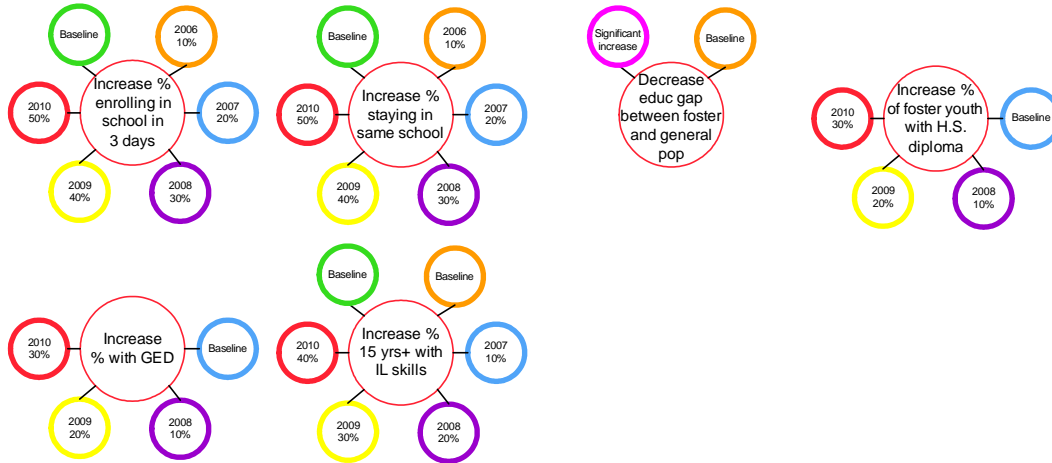 Baseline
2006
10%
2010
50%
Increase %
enrolling in
school in
3 days
2007
20%
2009
40%
2008
30%
Baseline
2006
10%
2010
50%
Increase %
staying in
same school
2007
20%
2009
40%
2008
30%
Significant
increase
Baseline
Decrease
educ gap
between foster
and general
pop
2010
30%
Increase %
of foster youth
with H.S.
diploma
Baseline
2009
20%
2008
10%
2010
30%
Increase
% with GED
Baseline
2009
20%
2008
10%
Baseline
Baseline
2010
40%
Increase %
15 yrs+ with
IL skills
2007
10%
2009
30%
2008
20%